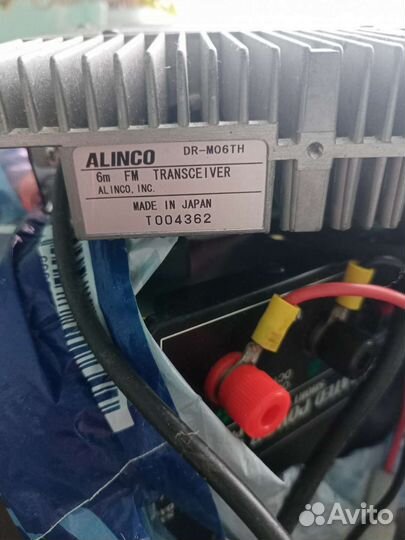 ALINCO DR-M06TH
6m FM TRANSCEIVER
ALINCO, INC.
MADE IN JAPAN
T004362
Avito